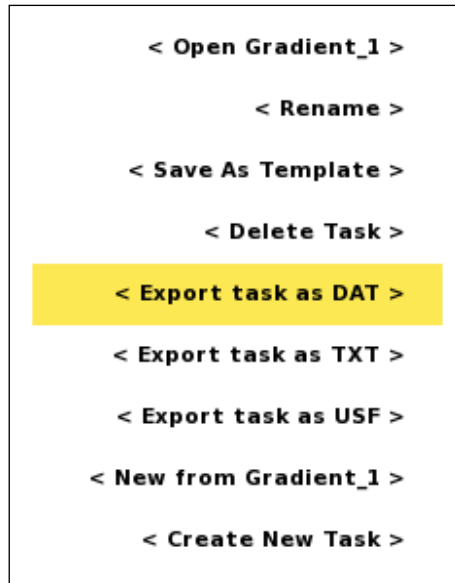 < Open Gradient_1 >
< Rename >
< Save As Template >
< Delete Task >
< Export task as DAT >
< Export task as TXT >
< Export task as USF >
< New from Gradient_1 >
< Create New Task >